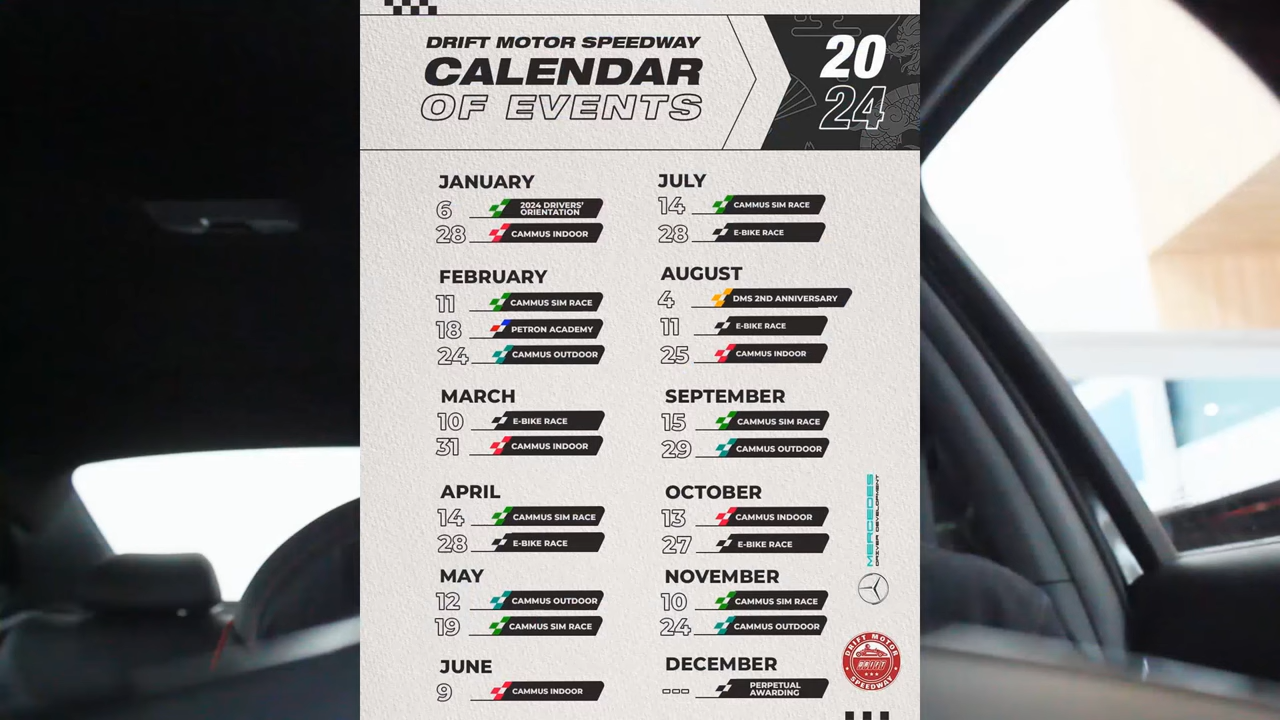 DRIFT MOTOR SPEEDWAY
CALENDAR
OF EVENTS
20
24
JANUARY
6 2024 DRIVERS'
ORIENTATION
28 CAMMUS INDOOR
FEBRUARY
11 CAMMUS SIM RACE
18 PETRON ACADEMY
24 CAMMUS OUTDOOR
MARCH
10 E-BIKE RACE
31 CAMMUS INDOOR
APRIL
14 CAMMUS SIM RACE
28 E-BIKE RACE
MAY
12 CAMMUS OUTDOOR
19 CAMMUS SIM RACE
JUNE
9 CAMMUS INDOOR
JULY
14 CAMMUS SIM RACE
28 E-BIKE RACE
AUGUST
4 DMS 2ND ANNIVERSARY
11 E-BIKE RACE
25 CAMMUS INDOOR
SEPTEMBER
15 CAMMUS SIM RACE
29 CAMMUS OUTDOOR
OCTOBER
13 CAMMUS INDOOR
27 E-BIKE RACE
NOVEMBER
10 CAMMUS SIM RACE
24 CAMMUS OUTDOOR
DECEMBER
--- PERPETUAL
AWARDING
MERCEDES
DRIVER DEVELOPMENT
DRIFT MOTOR
DRIFT
SPEEDWAY